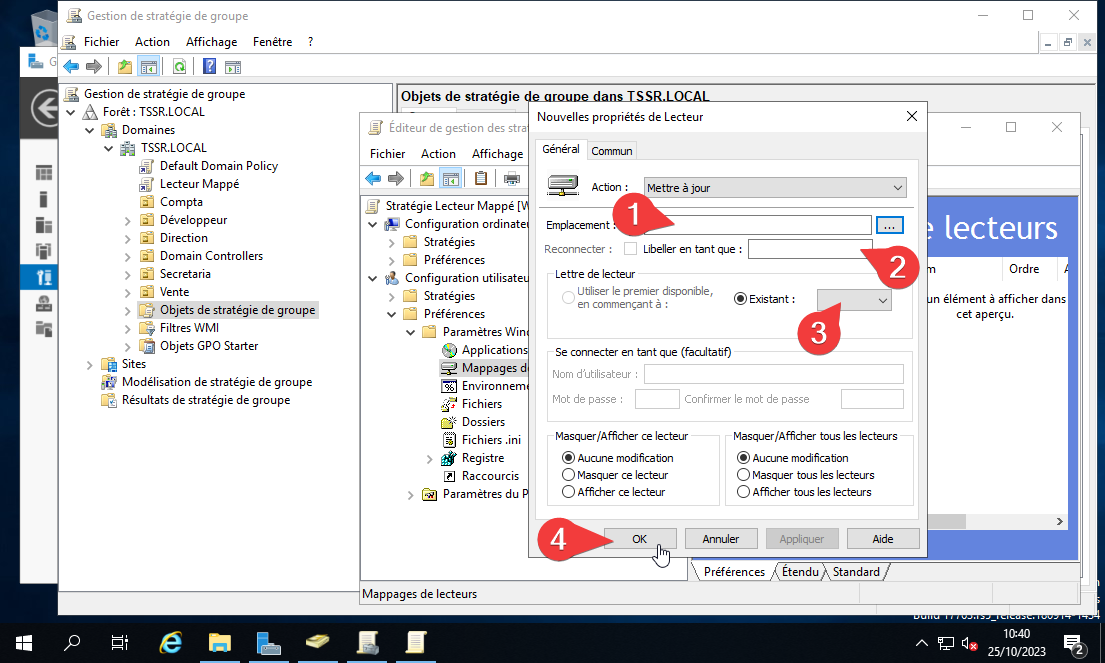 Gestion de stratégie de groupe
Fichier Action Affichage Fenêtre ?
G
Gestion de stratégie de groupe
Forêt : TSSR.LOCAL
Domaines
TSSR.LOCAL
Default Domain Policy
Lecteur Mappé
Compta
Développeur
Direction
Domain Controllers
Secretaria
Vente
Objets de stratégie de groupe
Filtres WMI
Objets GPO Starter
Sites
Modélisation de stratégie de groupe
Résultats de stratégie de groupe
Objets de stratégie de groupe dans TSSR.LOCAL
Éditeur de gestion des strat
Fichier Action Affichage
Stratégie Lecteur Mappé [W
Configuration ordinateu
Stratégies
Préférences
Configuration utilisateu
Stratégies
Préférences
Paramètres Wind
Applications
Mappages de
Environneme
Fichiers
Dossiers
Fichiers .ini
Registre
Raccourcis
Paramètres du P
Mappages de lecteurs
e lecteurs
m Ordre A
un élément à afficher dans
cet aperçu.
Préférences Étendu Standard
Nouvelles propriétés de Lecteur
Général Commun
Action : Mettre à jour
Emplacement : ...
Reconnecter : Libeller en tant que :
Lettre de lecteur
Utiliser le premier disponible,
en commençant à :
Existant :
Se connecter en tant que (facultatif)
Nom d'utilisateur :
Mot de passe : Confirmer le mot de passe
Masquer/Afficher ce lecteur
Aucune modification
Masquer ce lecteur
Afficher ce lecteur
Masquer/Afficher tous les lecteurs
Aucune modification
Masquer tous les lecteurs
Afficher tous les lecteurs
OK Annuler Appliquer Aide
1
2
3
4
10:40
25/10/2023
2